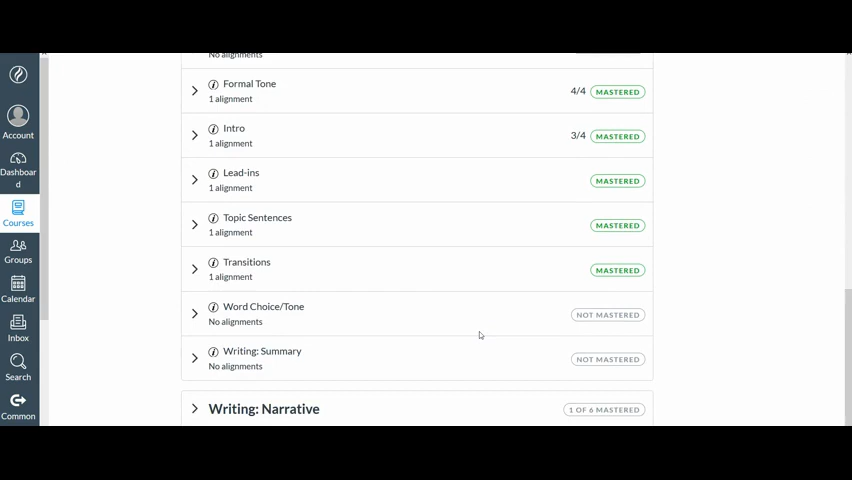 No alignments
Formal Tone
1 alignment
4/4 MASTERED
Intro
1 alignment
3/4 MASTERED
Lead-ins
1 alignment
MASTERED
Topic Sentences
1 alignment
MASTERED
Transitions
1 alignment
MASTERED
Word Choice/Tone
No alignments
NOT MASTERED
Writing: Summary
No alignments
NOT MASTERED
Writing: Narrative
1 OF 6 MASTERED
Account
Dashboar
d
Courses
Groups
Calendar
Inbox
Search
Common